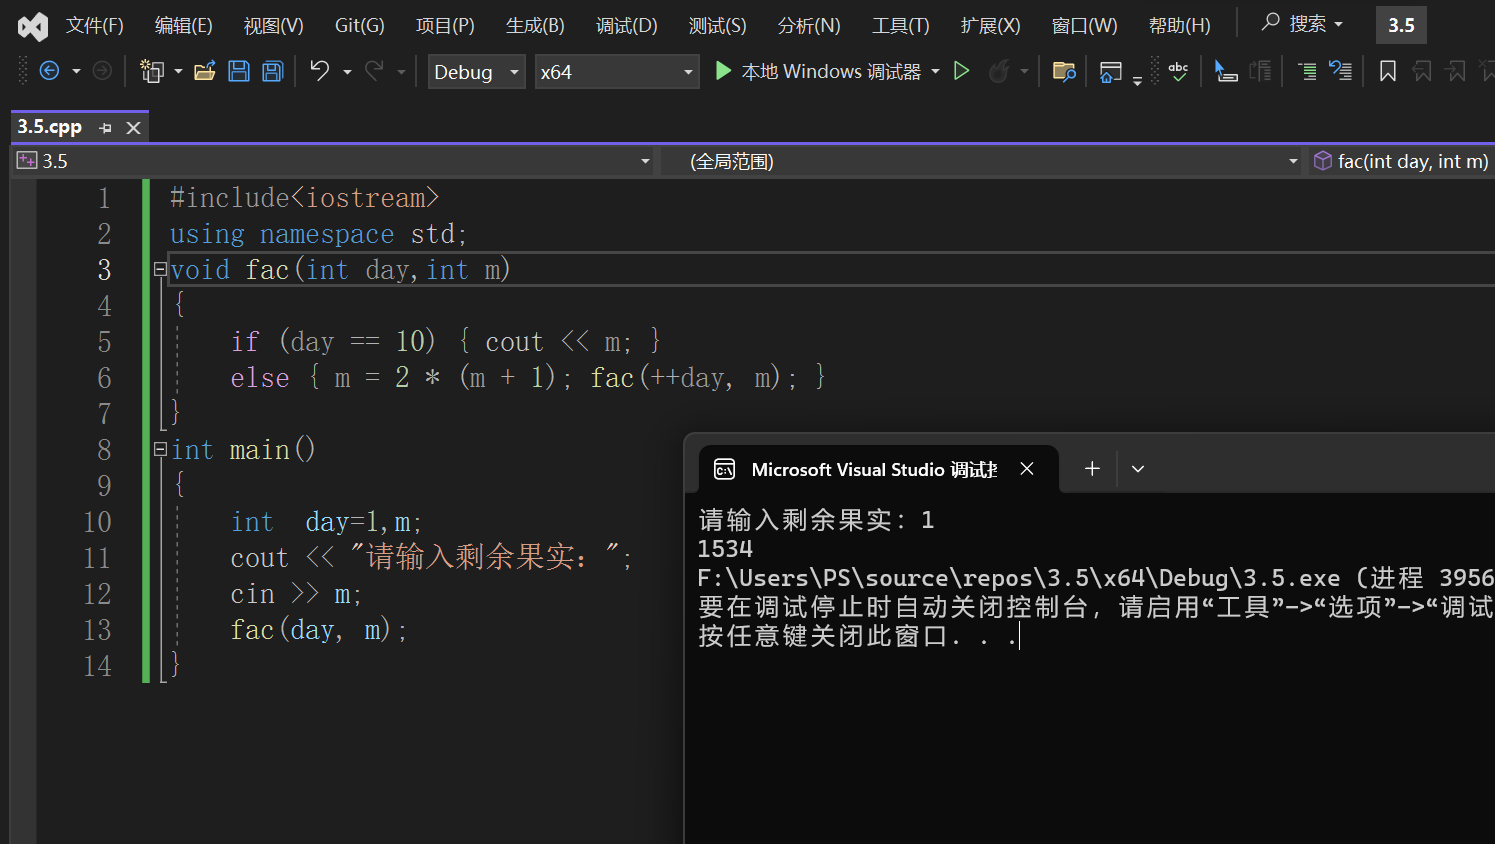 文件(F) 编辑(E) 视图(V) Git(G) 项目(P) 生成(B) 调试(D) 测试(S) 分析(N) 工具(T) 扩展(X) 窗口(W) 帮助(H) 搜索 3.5
Debug x64 本地 Windows 调试器 abc
3.5.cpp
3.5 (全局范围) fac(int day, int m)
1 #include<iostream>
2 using namespace std;
3 void fac(int day,int m)
4 {
5 if (day == 10) { cout << m; }
6 else { m = 2 * (m + 1); fac(++day, m); }
7 }
8 int main()
9 {
10 int  day=1,m;
11 cout << "请输入剩余果实：";
12 cin >> m;
13 fac(day, m);
14 }
Microsoft Visual Studio 调试
请输入剩余果实：1
1534
F:\Users\PS\source\repos\3.5\x64\Debug\3.5.exe (进程 3956
要在调试停止时自动关闭控制台，请启用“工具”->“选项”->“调试
按任意键关闭此窗口. . .